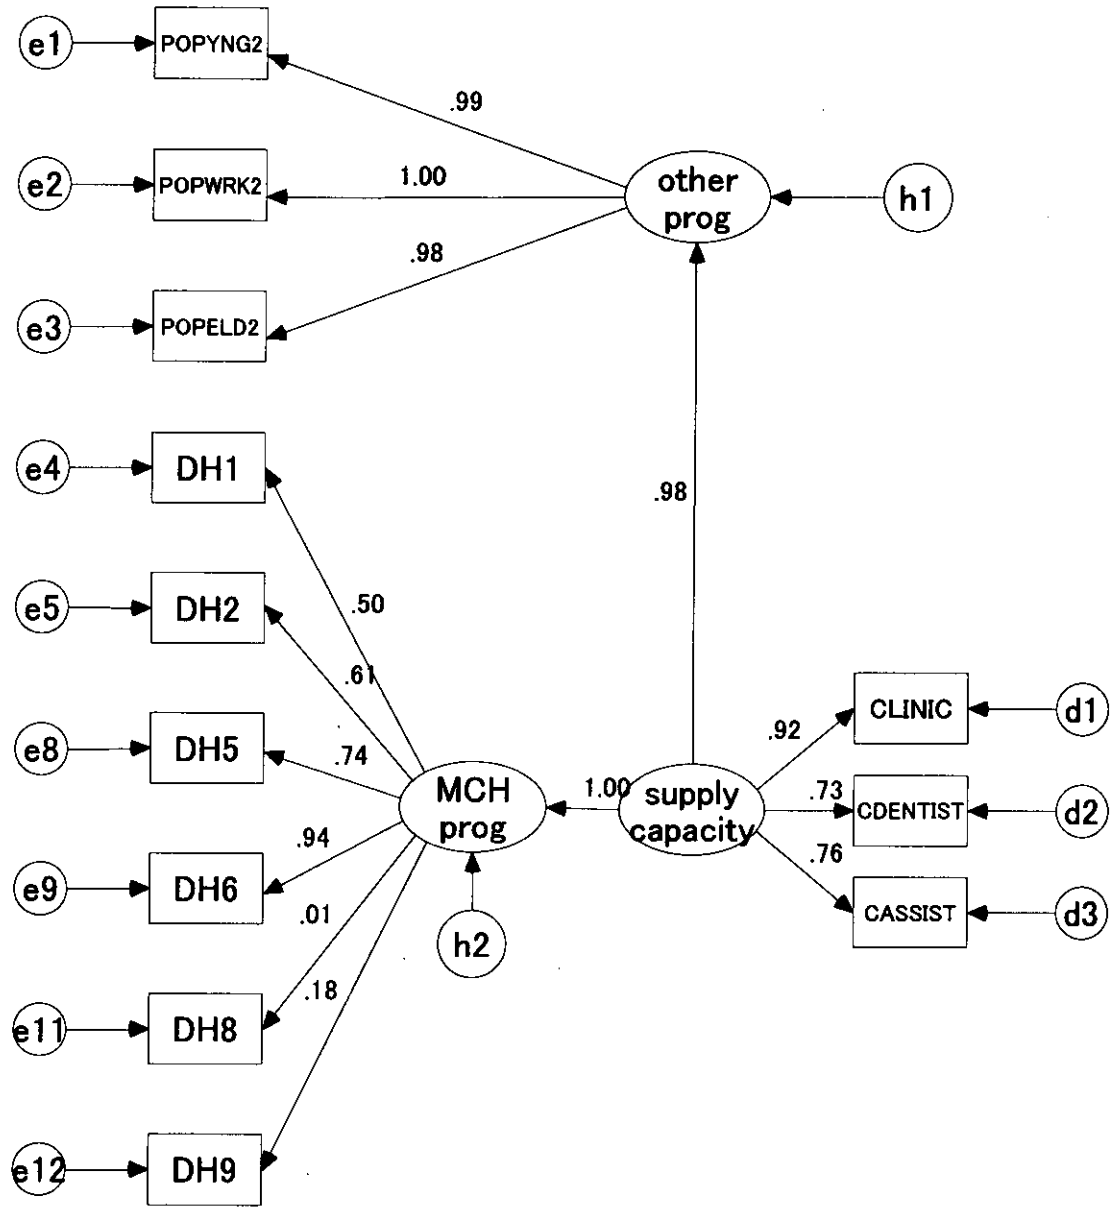 e1
POPYNG2
.99
e2
POPWRK2
1.00
other
prog
h1
.98
e3
POPELD2
e4
DH1
.98
e5
DH2
.50
.61
e8
DH5
.74
MCH
prog
1.00
supply
capacity
.92
CLINIC
d1
.73
CDENTIST
d2
.76
CASSIST
d3
e9
DH6
.94
.01
h2
.18
e11
DH8
e12
DH9